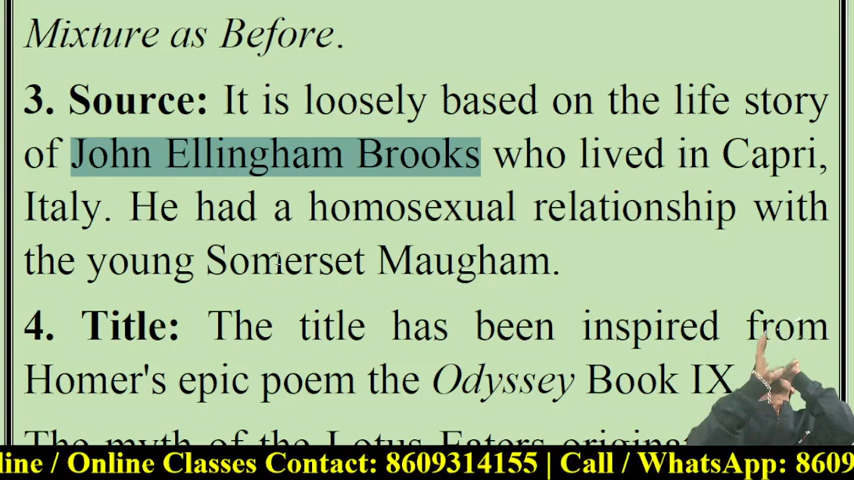 Mixture as Before.
3. Source: It is loosely based on the life story
of John Ellingham Brooks who lived in Capri,
Italy. He had a homosexual relationship with
the young Somerset Maugham.
4. Title: The title has been inspired from
Homer's epic poem the Odyssey Book IX
The myth of the Lotus Eaters
line / Online Classes Contact: 8609314155 | Call / WhatsApp: 8609